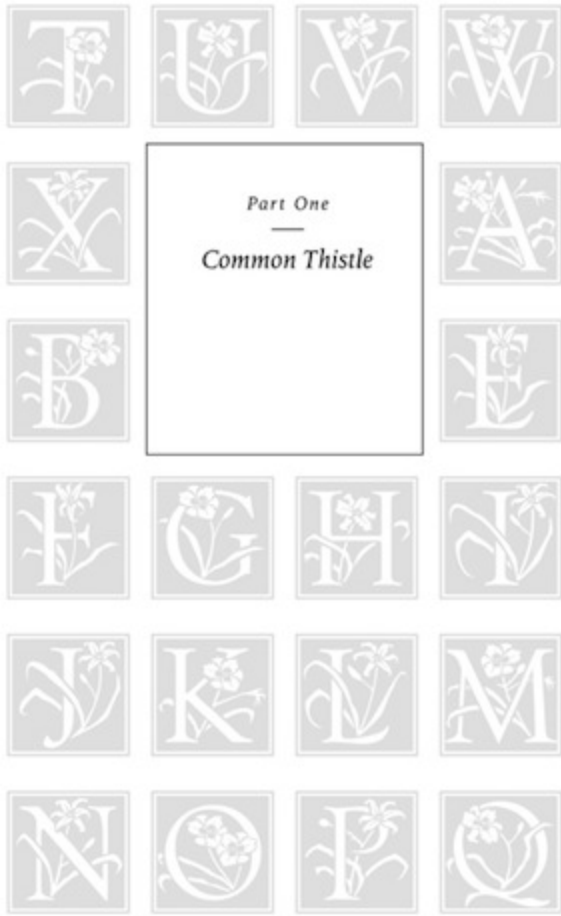 T U V W
X
Part One
Common Thistle
A
B E
F G H I
J K L M
N O P Q